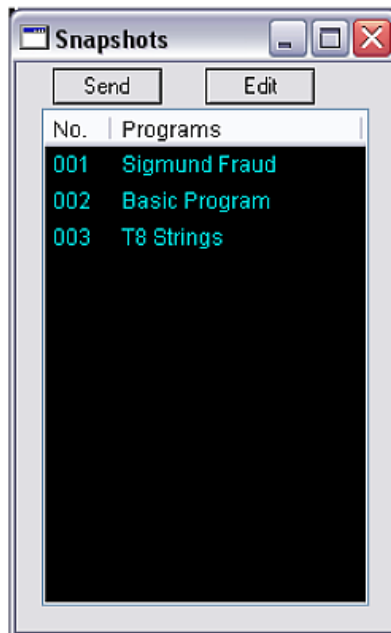 Snapshots
Send Edit
No. Programs
001 Sigmund Fraud
002 Basic Program
003 T8 Strings